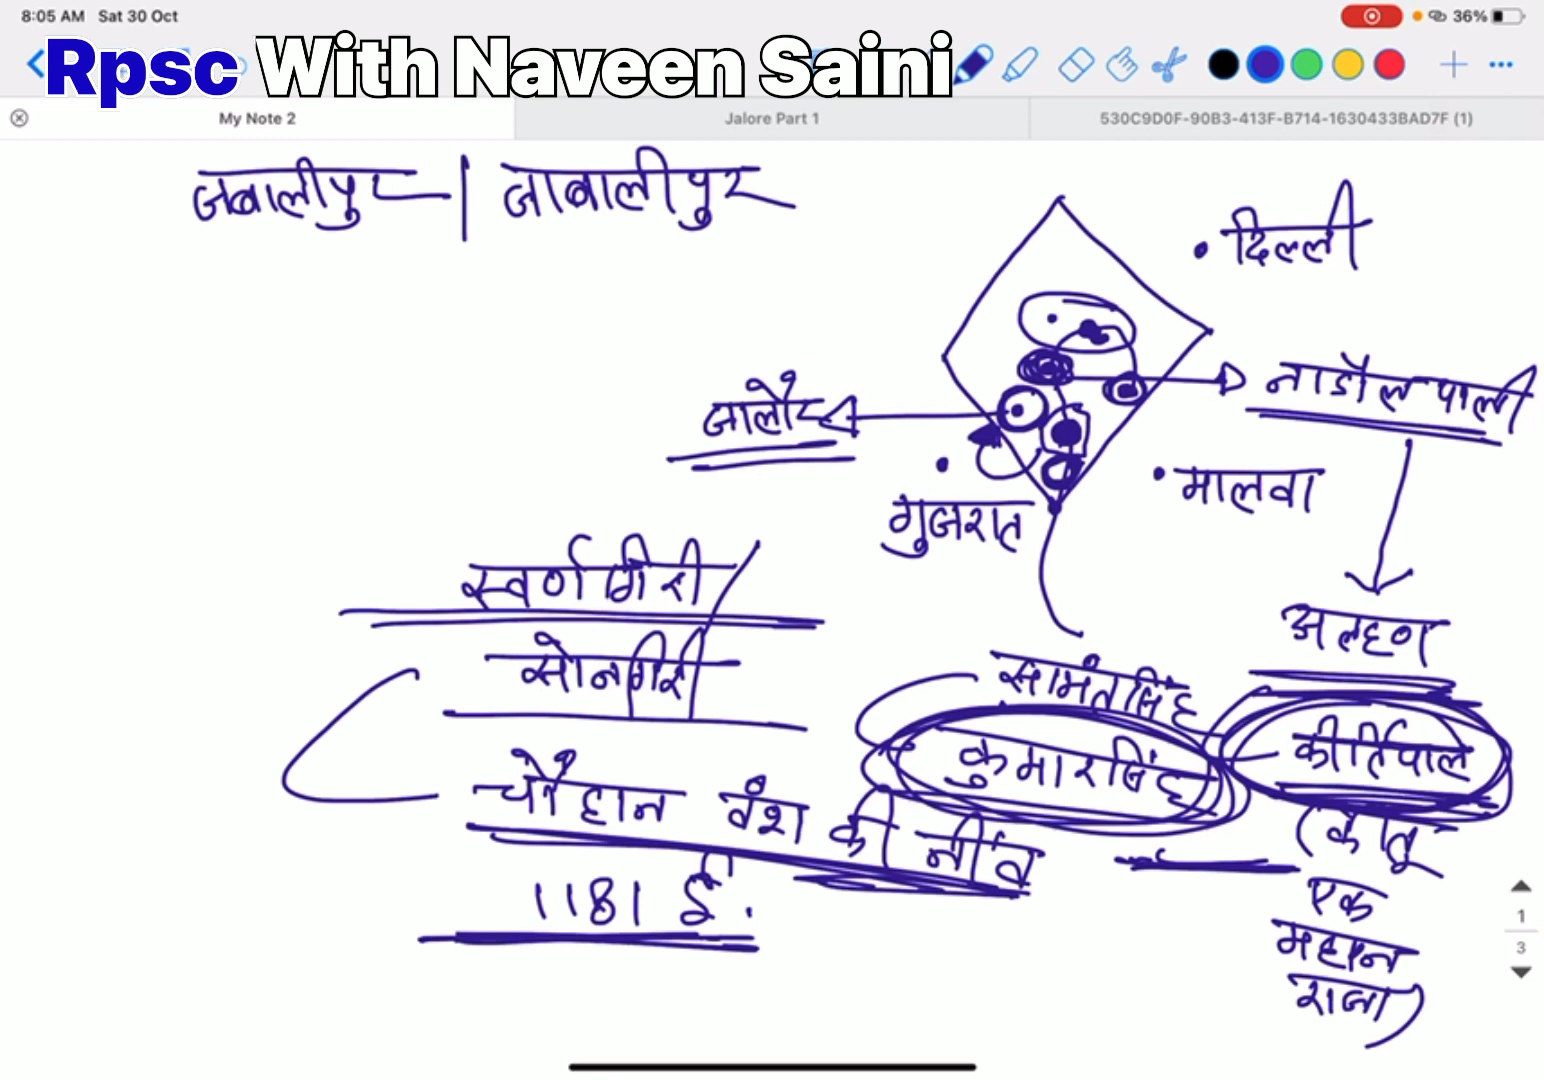 8:05 AM Sat 30 Oct
36%
Rpsc With Naveen Saini
My Note 2
Jalore Part 1
530C9D0F-90B3-413F-B714-1630433BAD7F (1)
जबालीपुर | जाबालीपुर
दिल्ली
जालौर
नाडौल पाली
मालवा
गुजरात
स्वर्णगिरी
सोनगिरी
अल्हण
सामंतसिंह
कीर्तिपाल
कुमारसिंह
चौहान वंश की नींव
(कितु
1181 ई.
एक
महान
राजा)
1
3